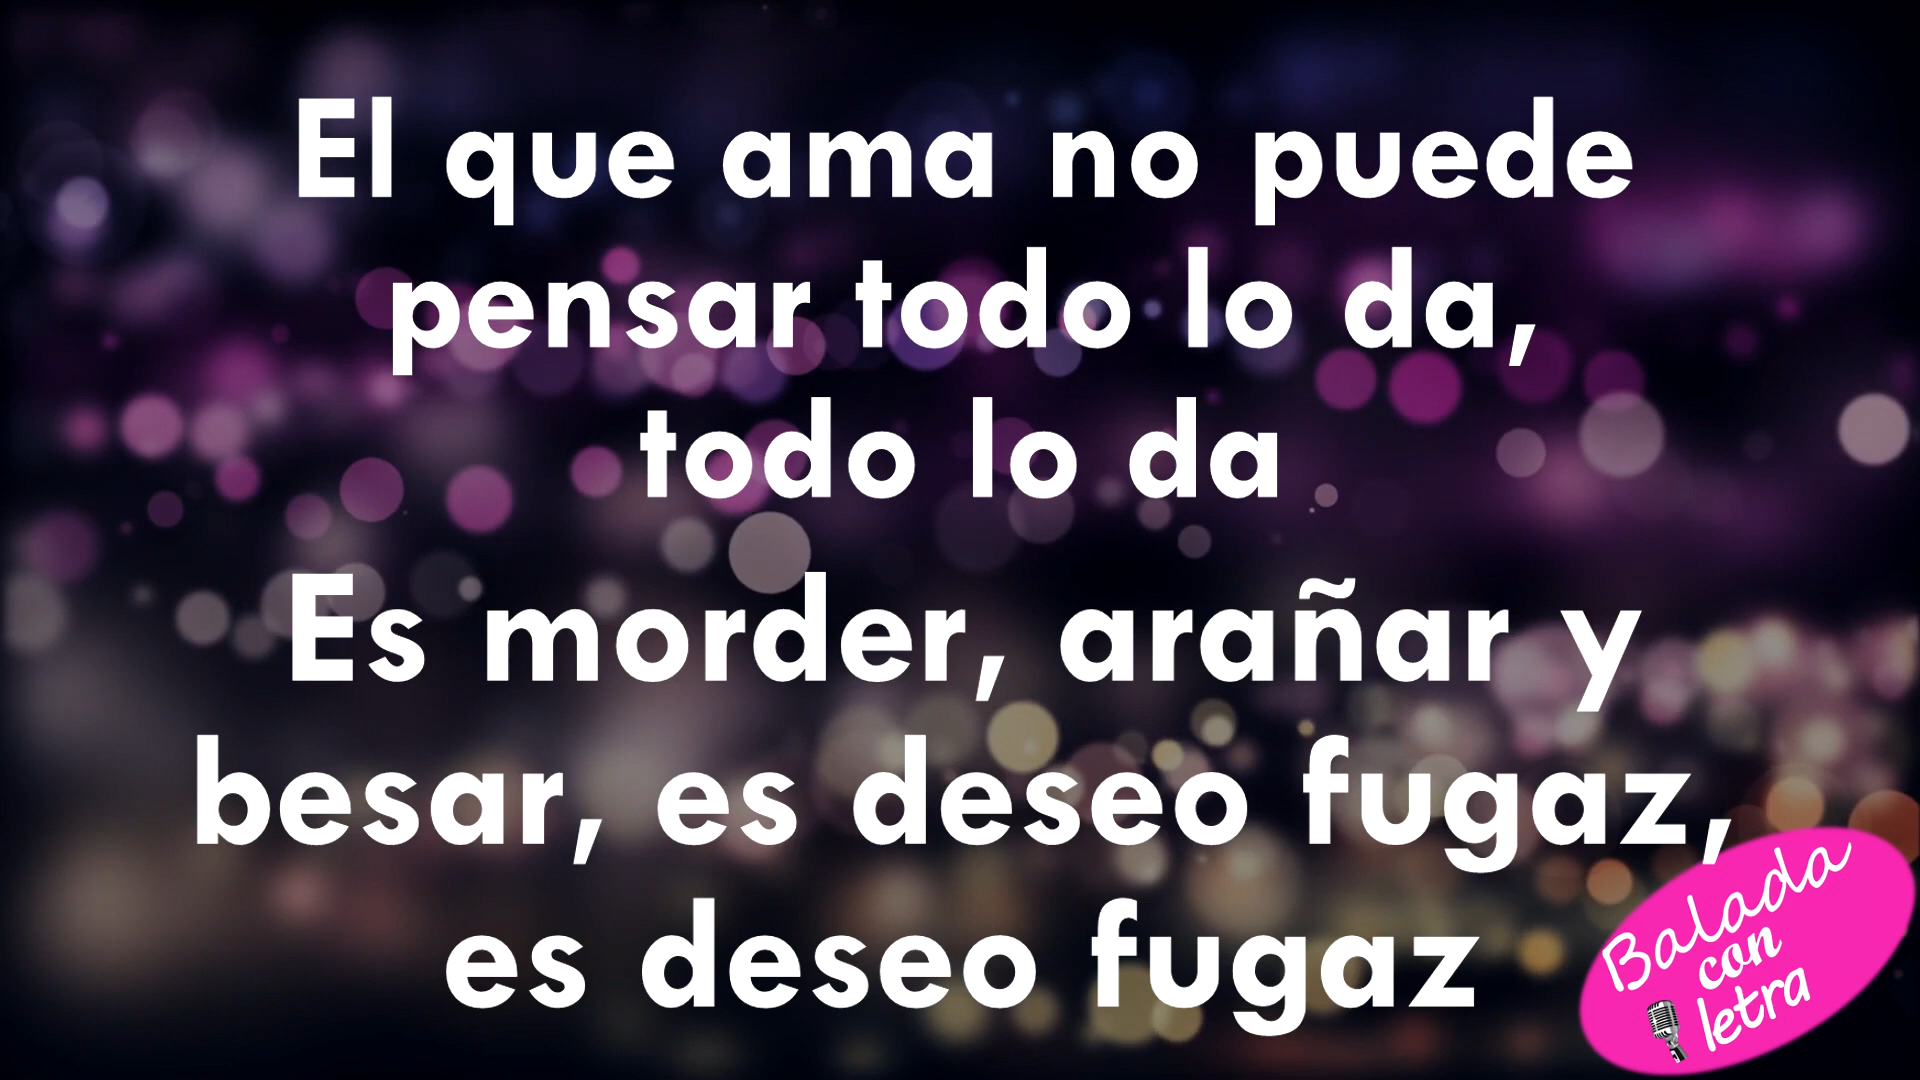 El que ama no puede
pensar todo lo da,
todo lo da
Es morder, arañar y
besar, es deseo fugaz,
es deseo fugaz
Balada
con
letra